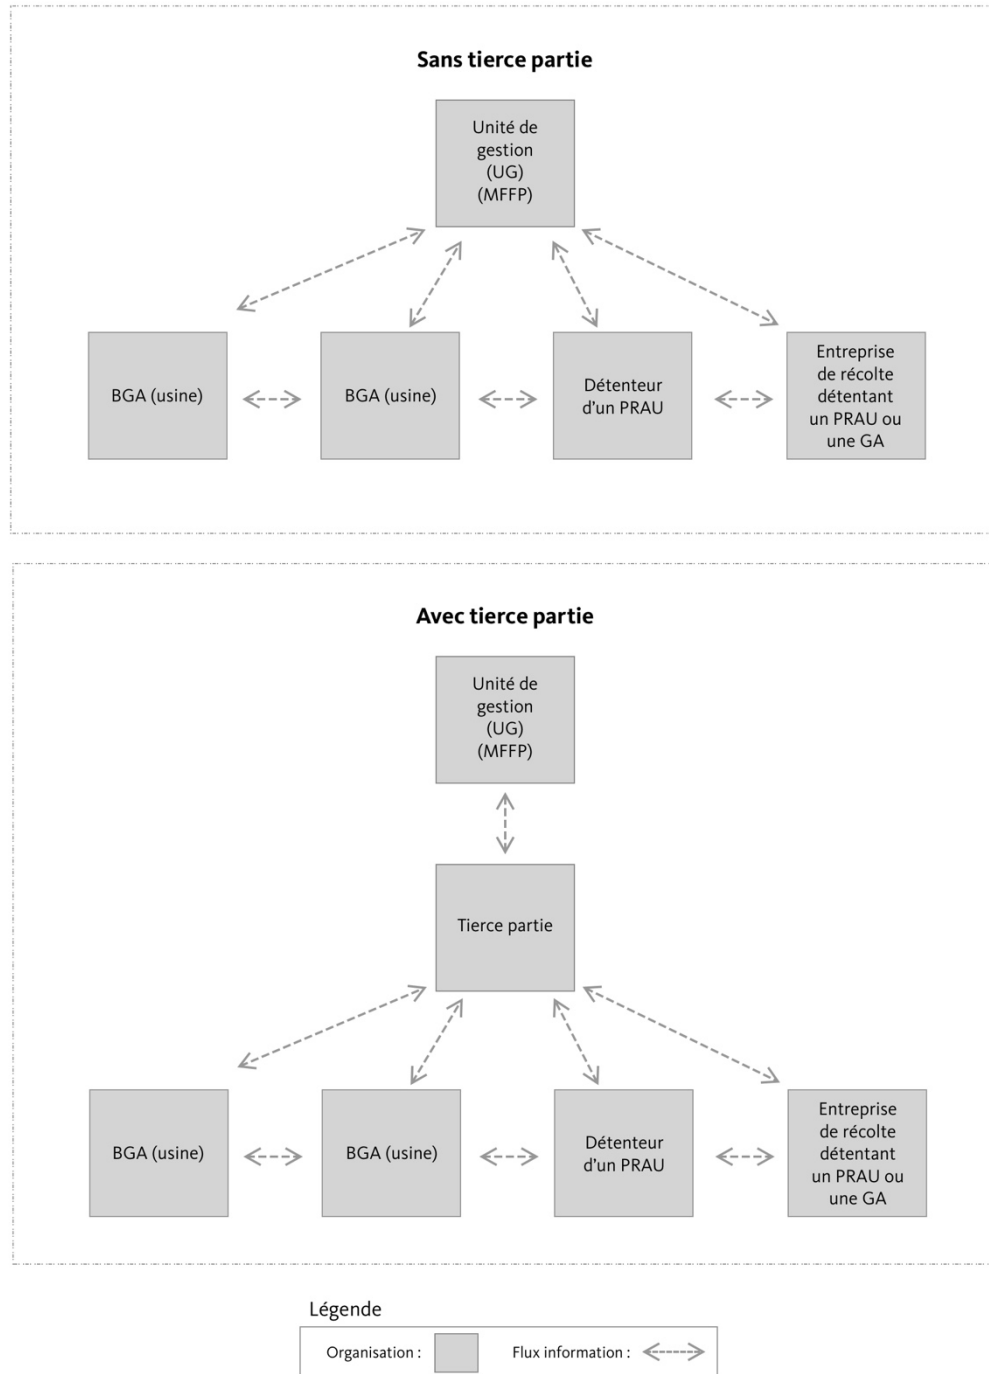 Sans tierce partie
Unité de
gestion
(UG)
(MFFP)
BGA (usine)
BGA (usine)
Détenteur
d'un PRAU
Entreprise
de récolte
détentant
un PRAU ou
une GA
Avec tierce partie
Unité de
gestion
(UG)
(MFFP)
Tierce partie
BGA (usine)
BGA (usine)
Détenteur
d'un PRAU
Entreprise
de récolte
détentant
un PRAU ou
une GA
Légende
Organisation :
Flux information :